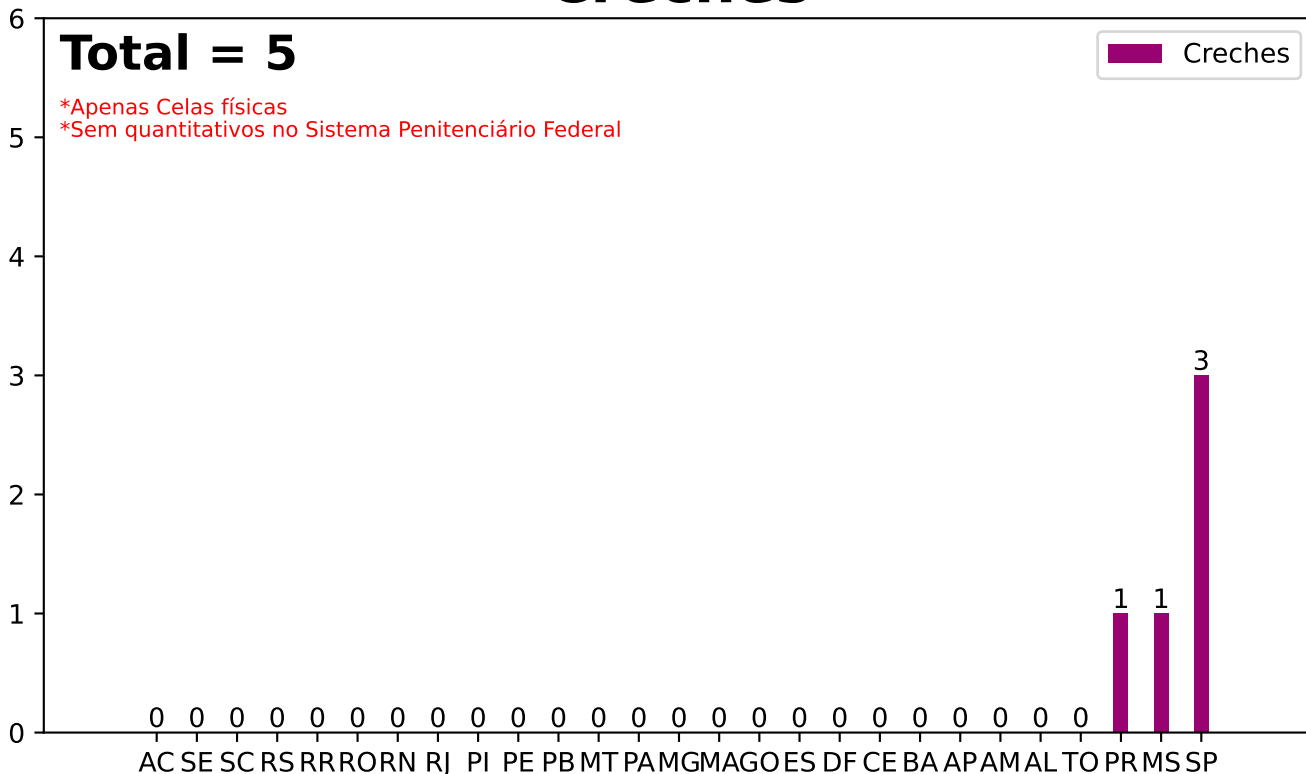 Creches
6
Total = 5
Creches
*Apenas Celas físicas
*Sem quantitativos no Sistema Penitenciário Federal
5
4
3
3
2
1
1 1
0
0 0 0 0 0 0 0 0 0 0 0 0 0 0 0 0 0 0 0 0 0 0 0 0
AC SE SC RS RR RO RN RJ PI PE PB MT PA MG MA GO ES DF CE BA AP AM AL TO PR MS SP